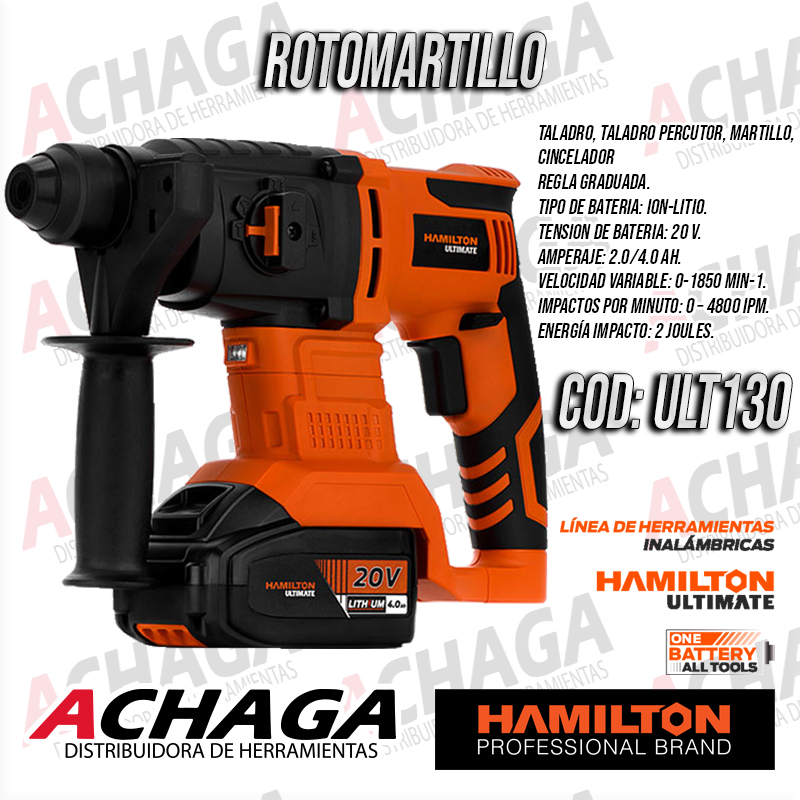 ROTOMARTILLO
TALADRO, TALADRO PERCUTOR, MARTILLO,
CINCELADOR
REGLA GRADUADA.
TIPO DE BATERIA: ION-LITIO.
TENSION DE BATERIA: 20 V.
AMPERAJE: 2.0/4.0 AH.
VELOCIDAD VARIABLE: 0-1850 MIN-1.
IMPACTOS POR MINUTO: 0 – 4800 IPM.
ENERGÍA IMPACTO: 2 JOULES.
HAMILTON
ULTIMATE
COD: ULT130
LÍNEA DE HERRAMIENTAS
INALÁMBRICAS
HAMILTON
ULTIMATE
HAMILTON
ULTIMATE
20V
LITHIUM 4.0 Ah
ONE
BATTERY
ALL TOOLS
ACHAGA
DISTRIBUIDORA DE HERRAMIENTAS
HAMILTON
PROFESSIONAL BRAND